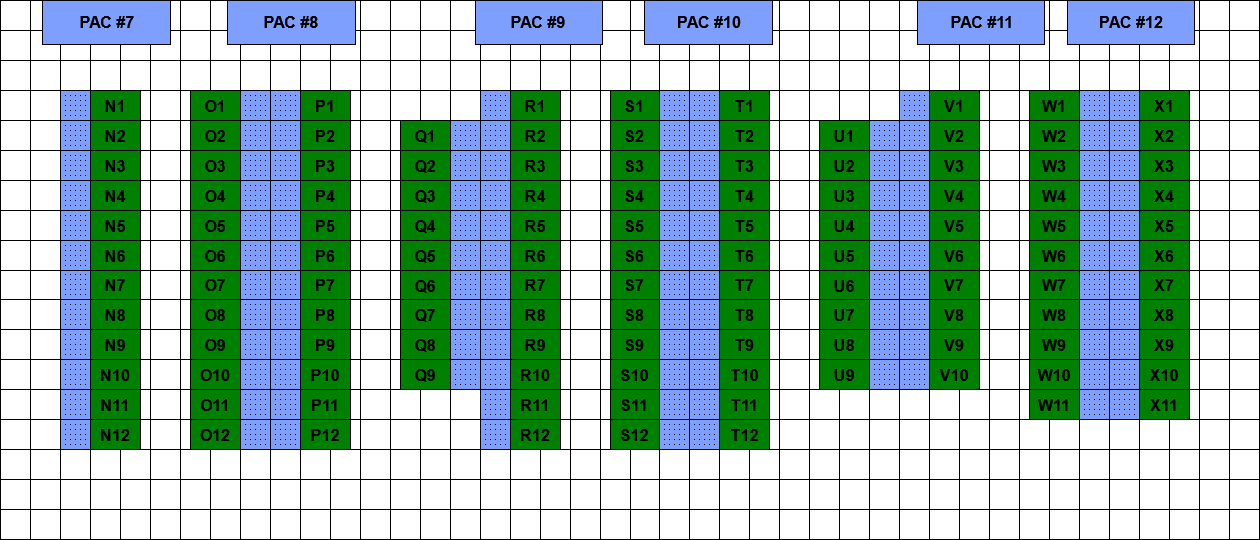 PAC #7 PAC #8 PAC #9 PAC #10 PAC #11 PAC #12
N1 O1 P1 R1 S1 T1 V1 W1 X1
N2 O2 P2 Q1 R2 S2 T2 U1 V2 W2 X2
N3 O3 P3 Q2 R3 S3 T3 U2 V3 W3 X3
N4 O4 P4 Q3 R4 S4 T4 U3 V4 W4 X4
N5 O5 P5 Q4 R5 S5 T5 U4 V5 W5 X5
N6 O6 P6 Q5 R6 S6 T6 U5 V6 W6 X6
N7 O7 P7 Q6 R7 S7 T7 U6 V7 W7 X7
N8 O8 P8 Q7 R8 S8 T8 U7 V8 W8 X8
N9 O9 P9 Q8 R9 S9 T9 U8 V9 W9 X9
N10 O10 P10 Q9 R10 S10 T10 U9 V10 W10 X10
N11 O11 P11 R11 S11 T11 W11 X11
N12 O12 P12 R12 S12 T12